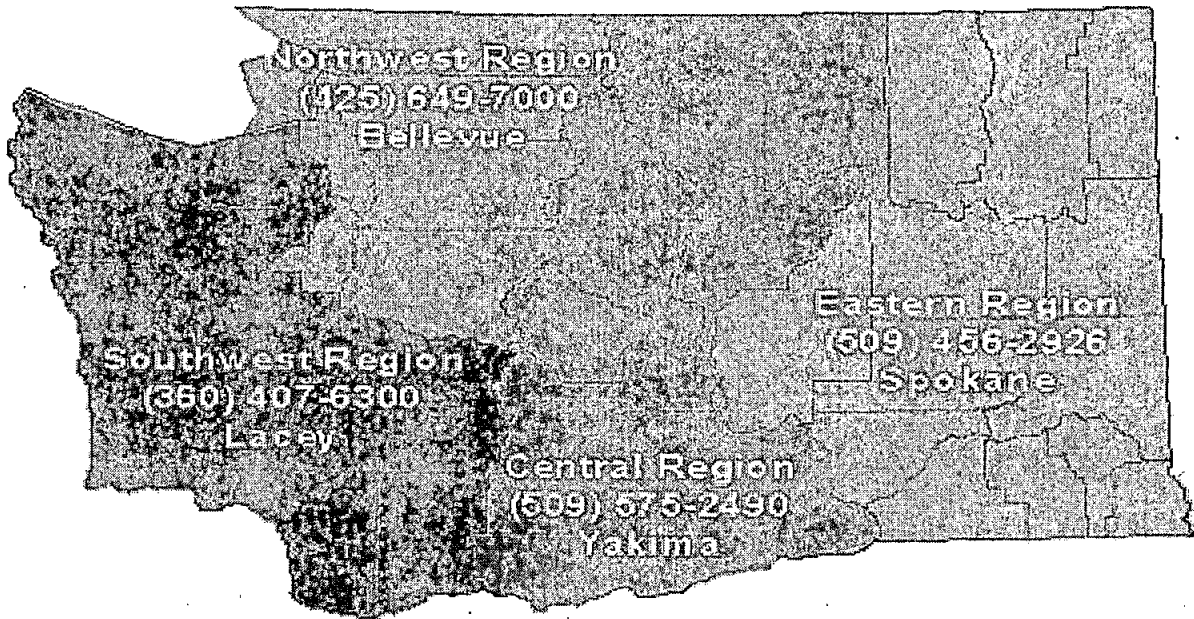 Northwest Region
(425) 649-7000
Bellevue
Eastern Region
(509) 456-2926
Spokane
Southwest Region
(360) 407-6300
Lacey
Central Region
(509) 575-2490
Yakima